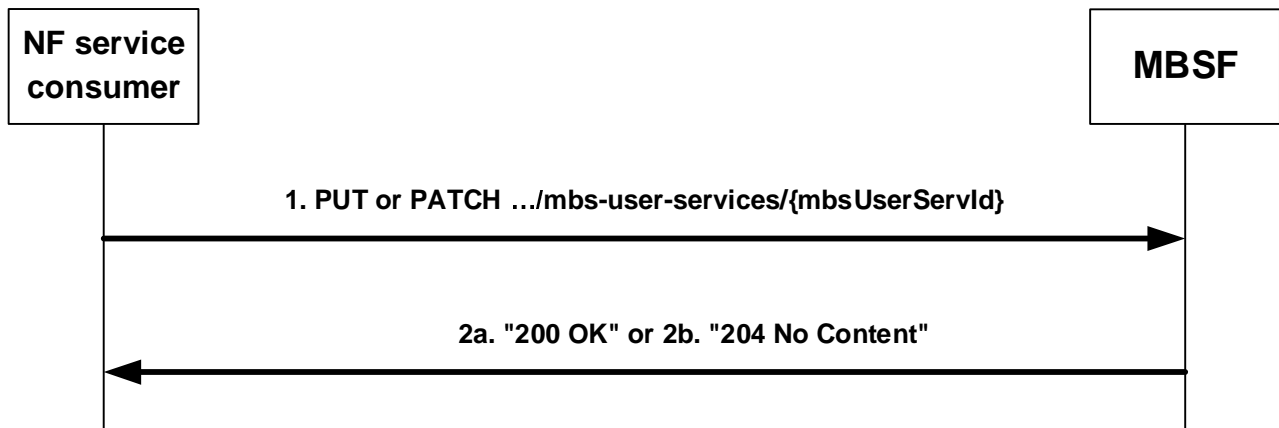 NF service
consumer
MBSF
1. PUT or PATCH …/mbs-user-services/{mbsUserServId}
2a. "200 OK" or 2b. "204 No Content"